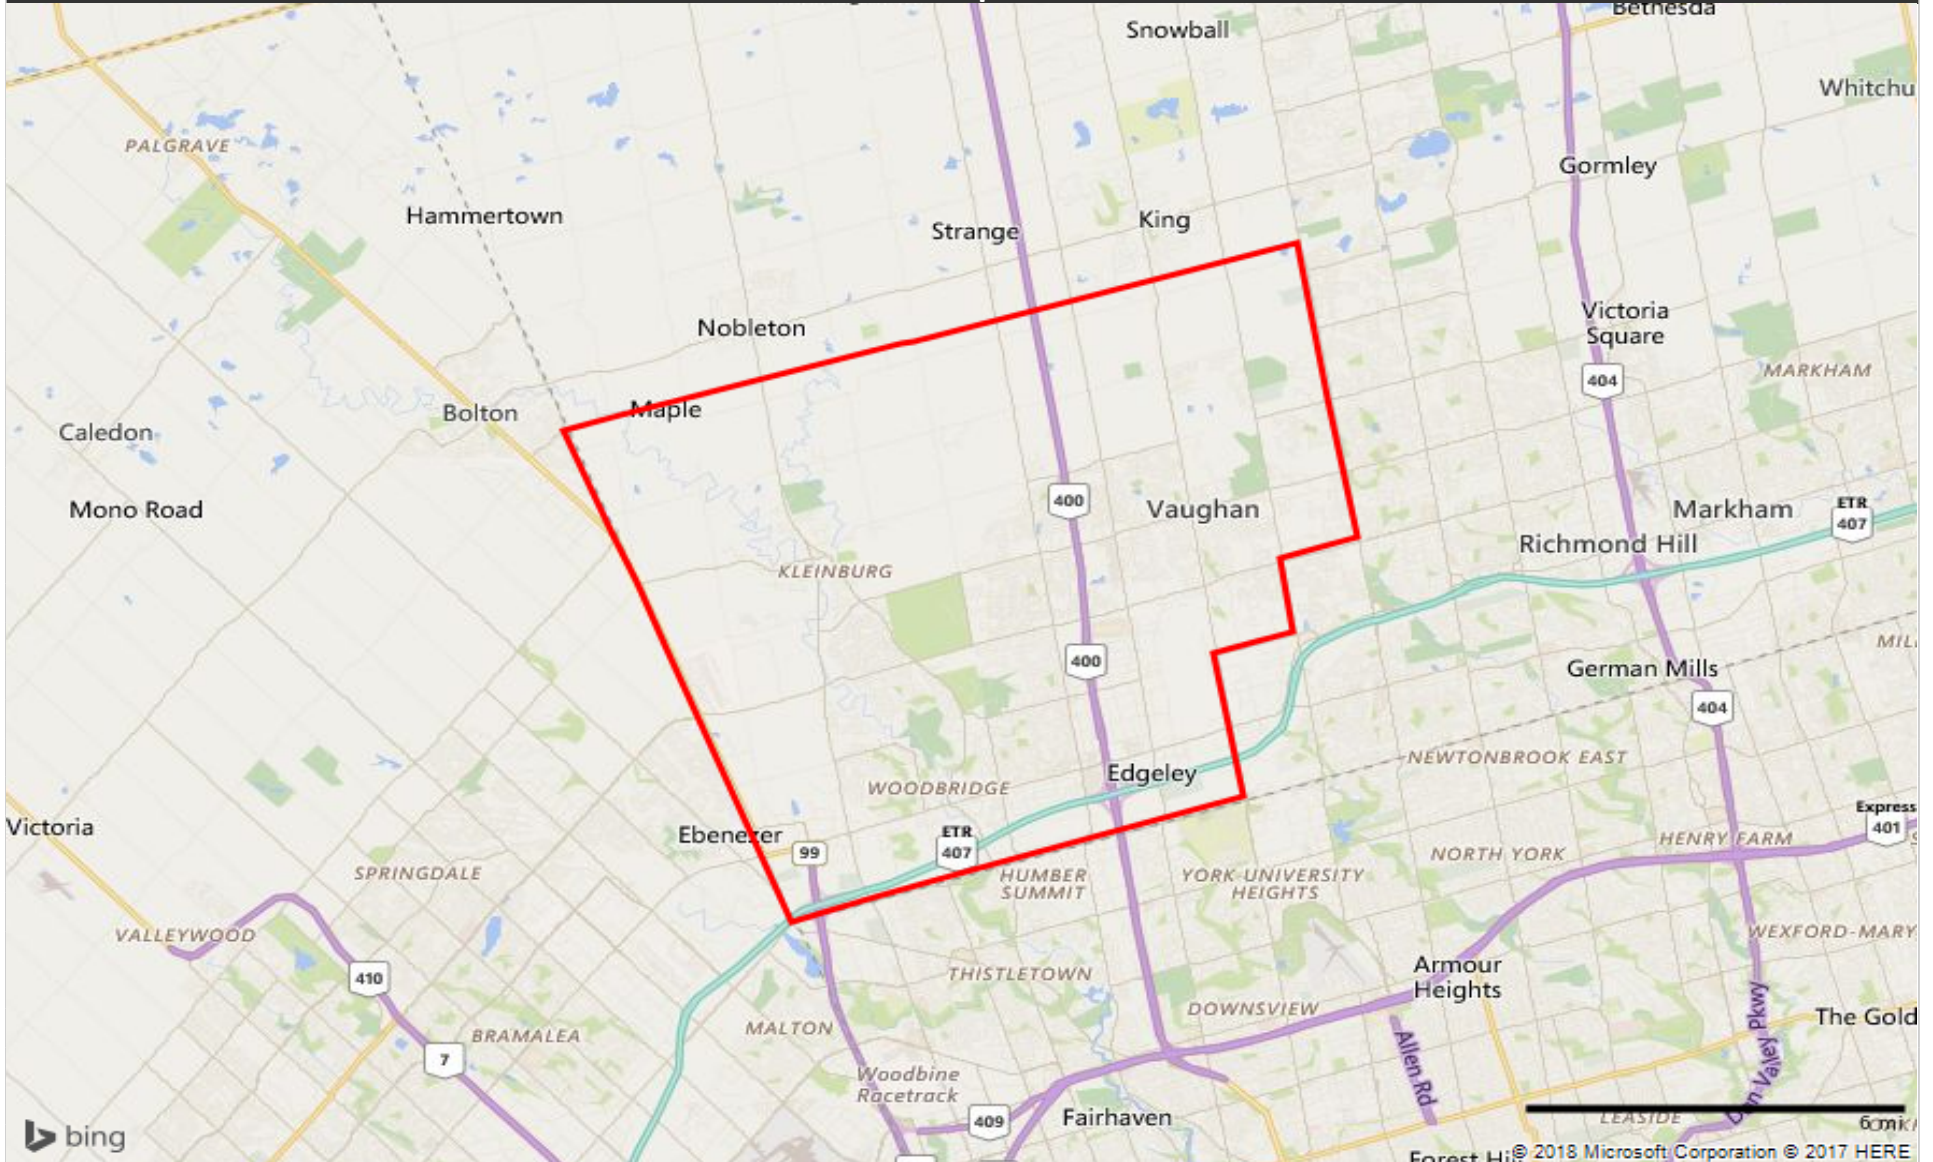 Bethesda
Snowball
Whitchu
PALGRAVE
Gormley
Hammertown
King
Strange
Victoria
Square
Nobleton
MARKHAM
404
Maple
Bolton
Caledon
400
Vaughan
Mono Road
Markham
ETR
407
Richmond Hill
KLEINBURG
400
German Mills
MIL
404
NEWTONBROOK EAST
Edgeley
WOODBRIDGE
Express
401
Victoria
Ebenezer
ETR
407
99
HENRY FARM
NORTH YORK
SPRINGDALE
HUMBER
SUMMIT
YORK UNIVERSITY
HEIGHTS
VALLEYWOOD
WEXFORD-MARY
410
THISTLETOWN
Armour
Heights
DOWNSVIEW
The Gold
MALTON
BRAMALEA
7
Allen Rd
Don Valley Pkwy
Woodbine
Racetrack
409
Fairhaven
LEASIDE
6 mi
bing
Forest Hil
© 2018 Microsoft Corporation © 2017 HERE